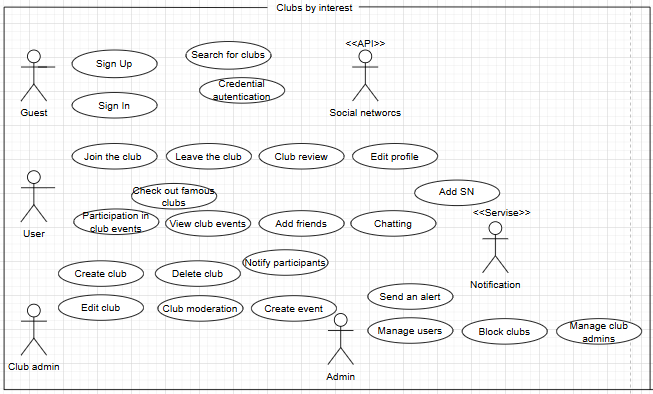 Clubs by interest
Sign Up
Search for clubs
<<API>>
Credential
autentication
Sign In
Guest
Social networcs
Join the club
Leave the club
Club review
Edit profile
Check out famous
clubs
Add SN
Participation in
club events
View club events
Add friends
Chatting
<<Servise>>
User
Notify participants
Create club
Delete club
Notification
Send an alert
Edit club
Club moderation
Create event
Manage users
Block clubs
Manage club
admins
Club admin
Admin